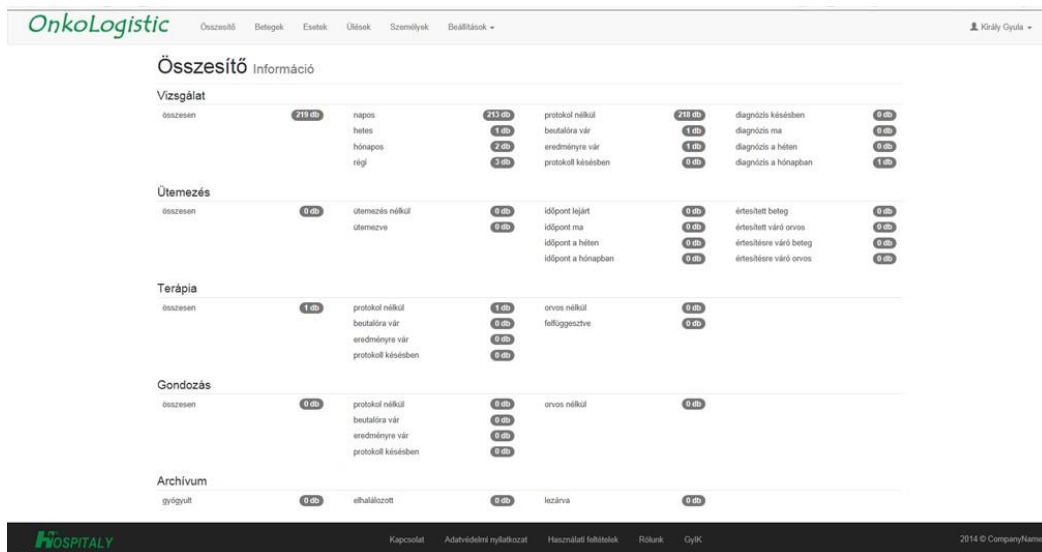 OnkoLogistic Összesítő Betegek Esetek Ülések Személyek Beállítások Király Gyula
Összesítő Információ
Vizsgálat
összesen 219 db napos 213 db protokol nélkül 218 db diagnózis késésben 0 db
hetes 1 db beutalóra vár 1 db diagnózis ma 0 db
hónapos 2 db eredményre vár 1 db diagnózis a héten 0 db
régi 3 db protokoll késésben 0 db diagnózis a hónapban 1 db
Ütemezés
összesen 0 db ütemezés nélkül 0 db időpont lejárt 0 db értesített beteg 0 db
ütemezve 0 db időpont ma 0 db értesített váró orvos 0 db
időpont a héten 0 db értesítésre váró beteg 0 db
időpont a hónapban 0 db értesítésre váró orvos 0 db
Terápia
összesen 1 db protokol nélkül 1 db orvos nélkül 0 db
beutalóra vár 0 db felfüggesztve 0 db
eredményre vár 0 db
protokoll késésben 0 db
Gondozás
összesen 0 db protokol nélkül 0 db orvos nélkül 0 db
beutalóra vár 0 db
eredményre vár 0 db
protokoll késésben 0 db
Archívum
gyógyult 0 db elhalálozott 0 db lezárva 0 db
HOSPITALY Kapcsolat Adatvédelmi nyilatkozat Használati feltételek Rólunk GyIK 2014 © CompanyName